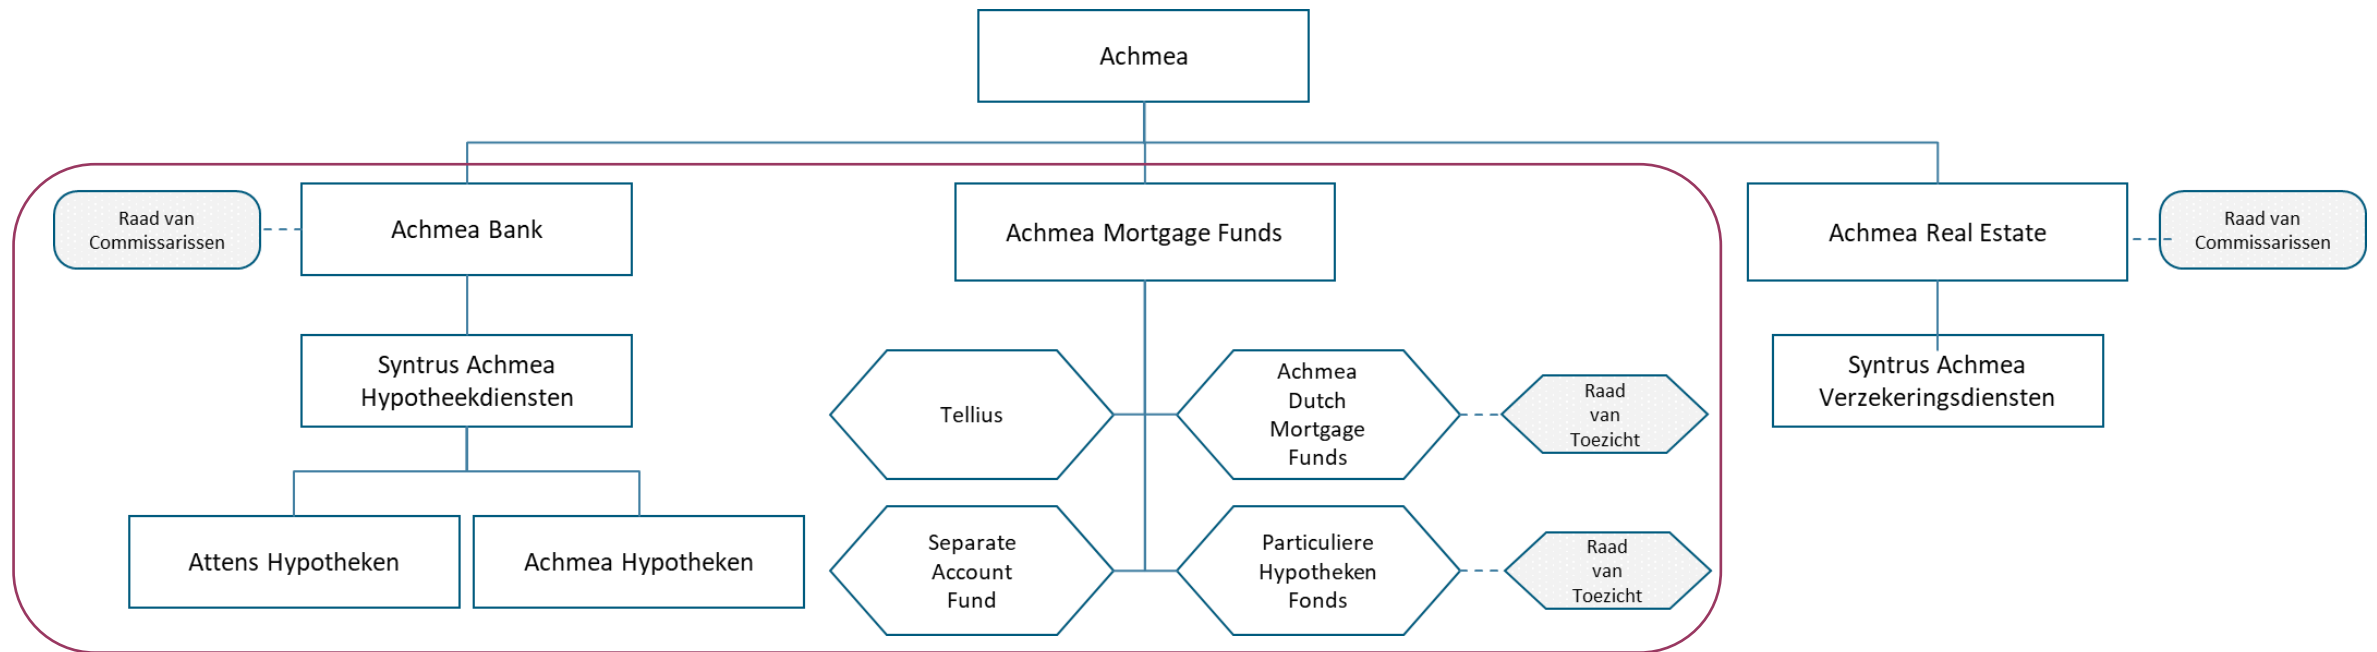 Achmea
Raad van
Commissarissen
Achmea Bank
Achmea Mortgage Funds
Achmea Real Estate
Raad van
Commissarissen
Syntrus Achmea
Hypotheekdiensten
Tellius
Achmea
Dutch
Mortgage
Funds
Raad
van
Toezicht
Syntrus Achmea
Verzekeringsdiensten
Attens Hypotheken
Achmea Hypotheken
Separate
Account
Fund
Particuliere
Hypotheken
Fonds
Raad
van
Toezicht